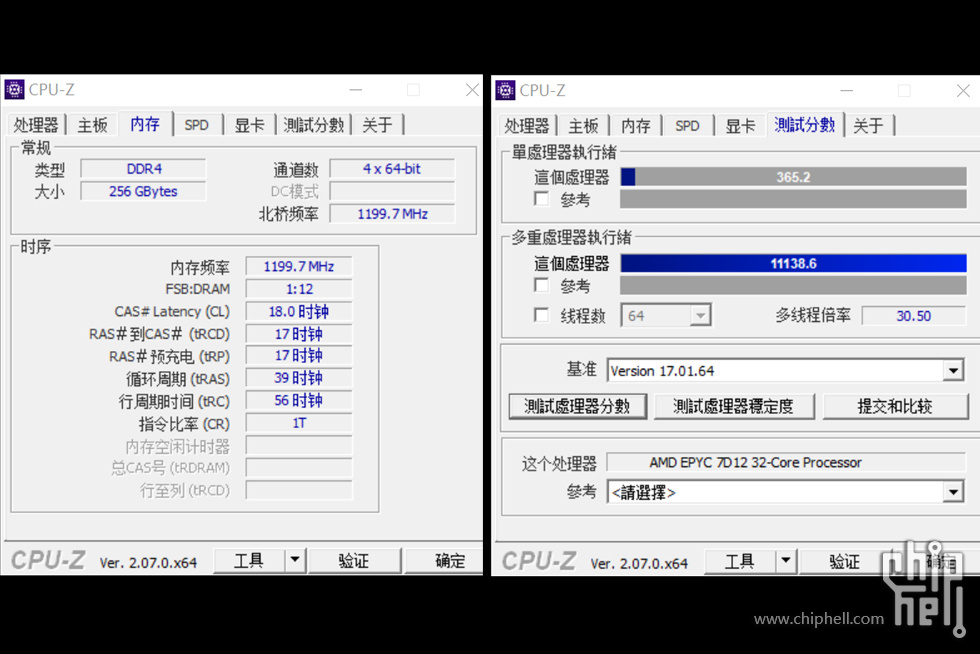 CPU-Z
处理器 主板 内存 SPD 显卡 測試分數 关于
常规
类型 DDR4 通道数 4 x 64-bit
大小 256 GBytes DC模式
北桥频率 1199.7 MHz
时序
内存频率 1199.7 MHz
FSB:DRAM 1:12
CAS# Latency (CL) 18.0 时钟
RAS#到CAS# (tRCD) 17 时钟
RAS#预充电 (tRP) 17 时钟
循环周期 (tRAS) 39 时钟
行周期时间 (tRC) 56 时钟
指令比率 (CR) 1T
内存空闲计时器
总CAS号 (tRDRAM)
行至列 (tRCD)
CPU-Z Ver. 2.07.0.x64 工具 验证 确定
CPU-Z
处理器 主板 内存 SPD 显卡 測試分數 关于
單處理器執行緒
這個處理器 365.2
參考
多重處理器執行緒
這個處理器 11138.6
參考
线程数 64 多线程倍率 30.50
基准 Version 17.01.64
測試處理器分數 測試處理器穩定度 提交和比较
这个处理器 AMD EPYC 7D12 32-Core Processor
參考 <請選擇>
CPU-Z Ver. 2.07.0.x64 工具 验证 确定
chip hell
www.chiphell.com